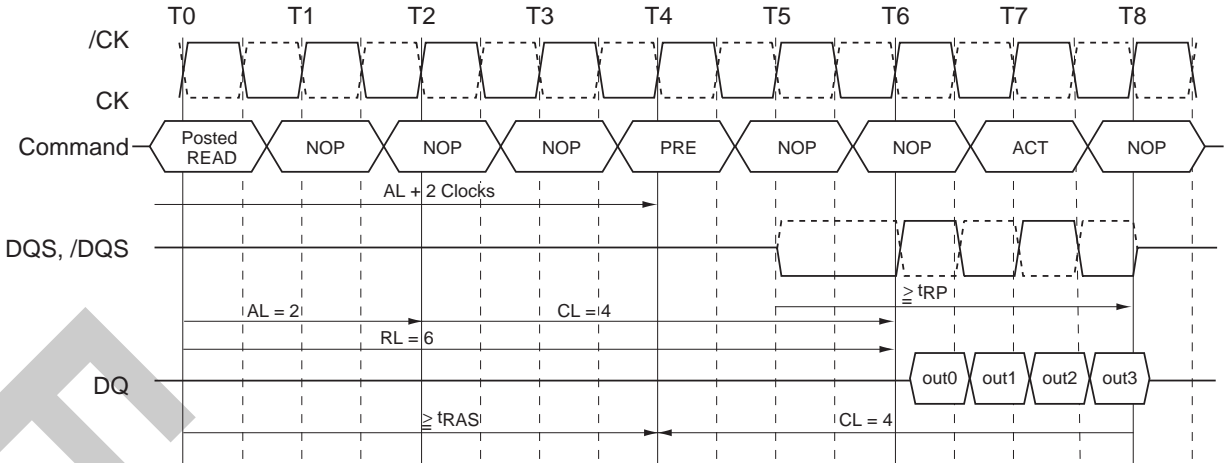 T0 T1 T2 T3 T4 T5 T6 T7 T8
/CK
CK
Command
Posted READ NOP NOP NOP PRE NOP NOP ACT NOP
AL + 2 Clocks
DQS, /DQS
≧ tRP
AL = 2 CL = 4
RL = 6
DQ
out0 out1 out2 out3
≧ tRAS CL = 4